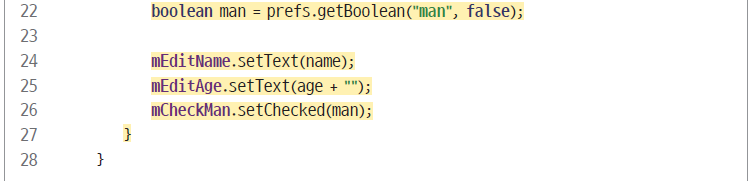 22 boolean man = prefs.getBoolean("man", false);
23
24 mEditName.setText(name);
25 mEditAge.setText(age + "");
26 mCheckMan.setChecked(man);
27 }
28 }